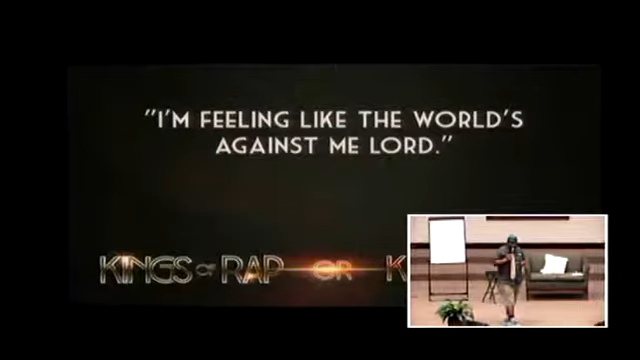 "I'M FEELING LIKE THE WORLD'S
AGAINST ME LORD."
KINGS OF RAP OR K